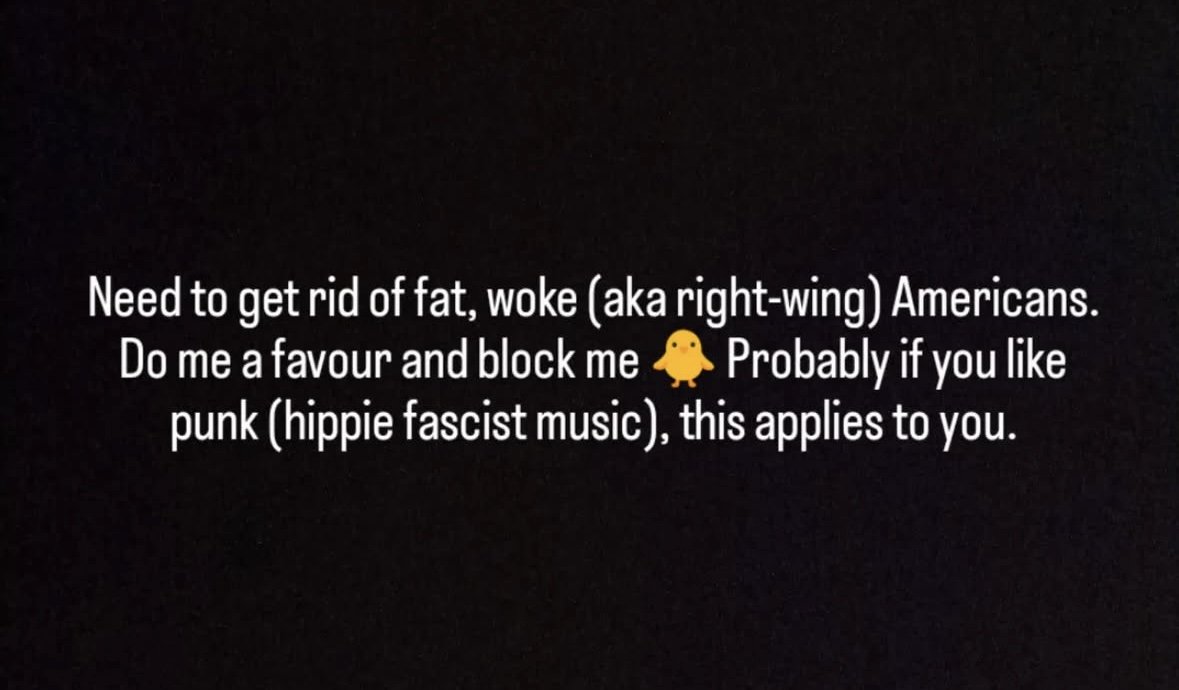 Need to get rid of fat, woke (aka right-wing) Americans.
Do me a favour and block me 🐥 Probably if you like
punk (hippie fascist music), this applies to you.